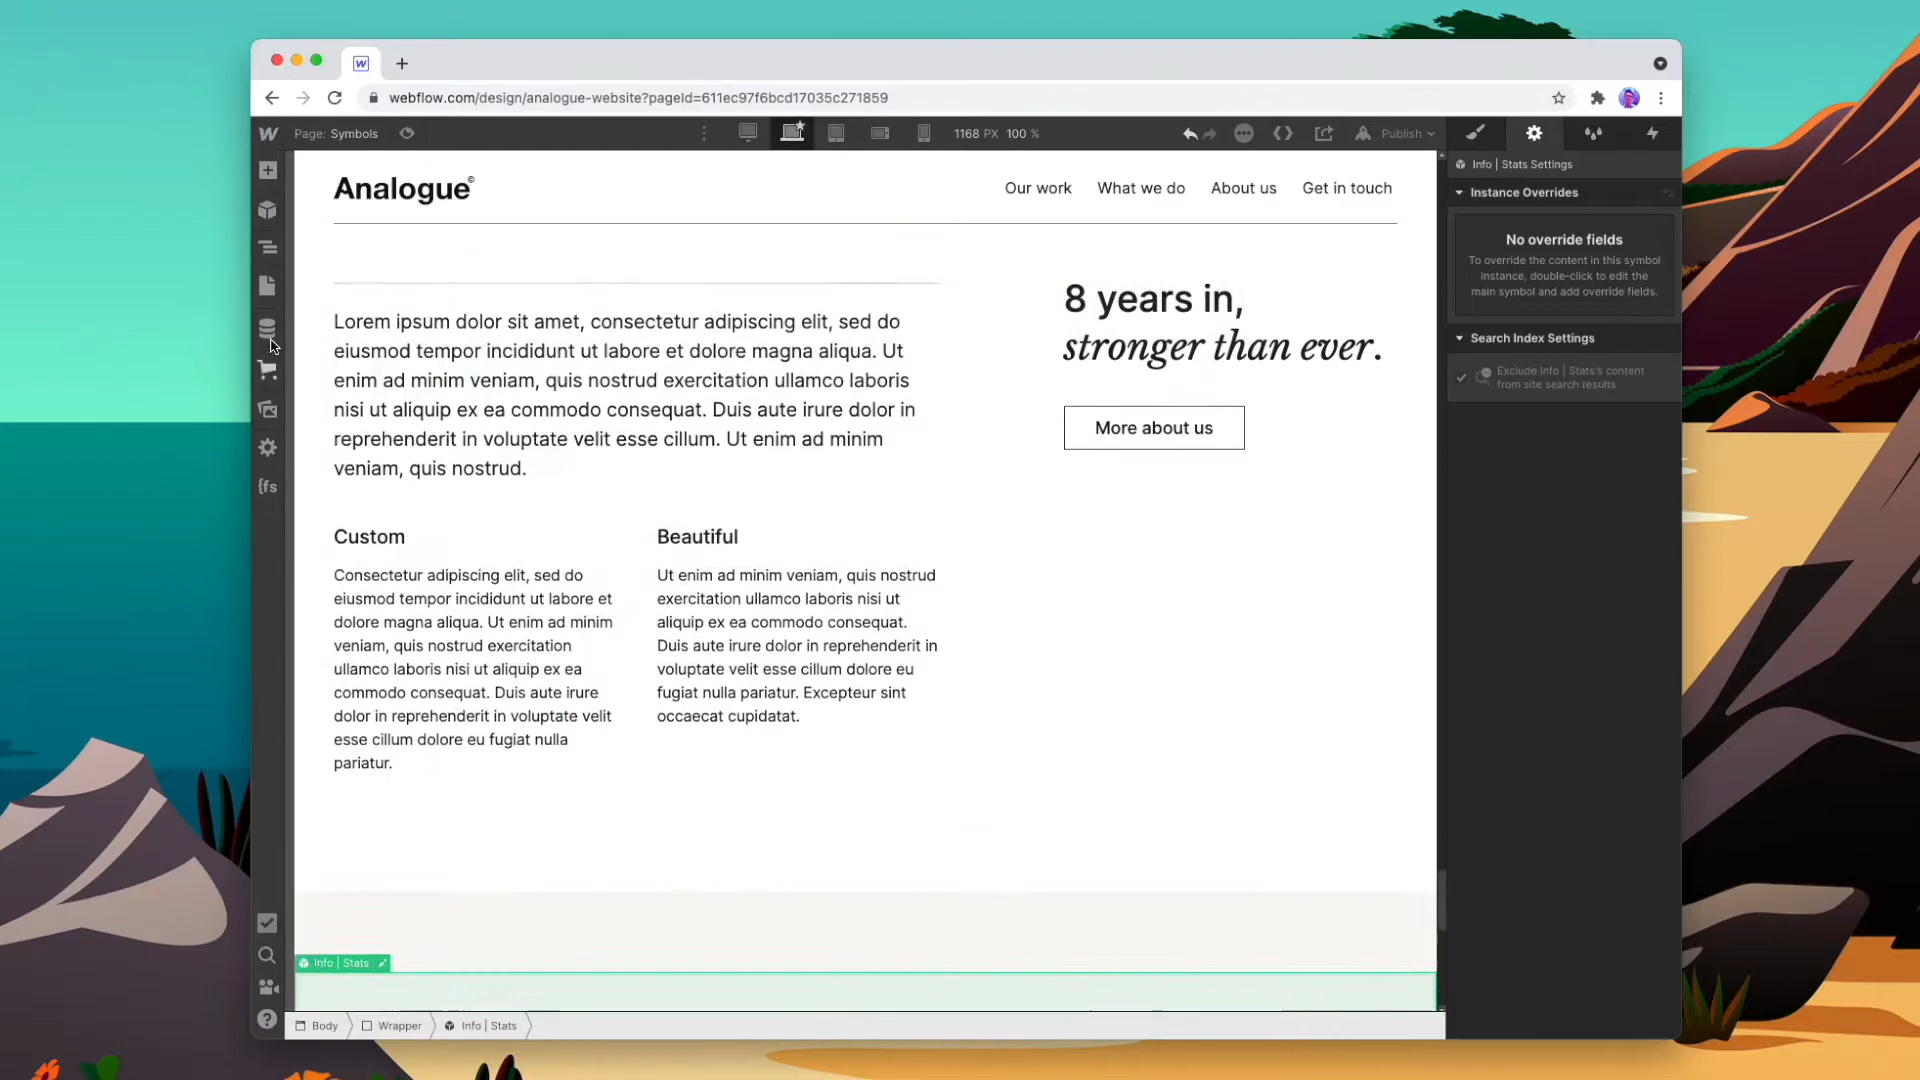 webflow.com/design/analogue-website?pageId=611ec97f6bcd17035c271859
Page: Symbols
1168 PX 100 %
Publish
Info | Stats Settings
Instance Overrides
No override fields
To override the content in this symbol
instance, double-click to edit the
main symbol and add override fields.
Search Index Settings
Exclude Info | Stats's content
from site search results
{fs
Analogue©
Our work
What we do
About us
Get in touch
Lorem ipsum dolor sit amet, consectetur adipiscing elit, sed do
eiusmod tempor incididunt ut labore et dolore magna aliqua. Ut
enim ad minim veniam, quis nostrud exercitation ullamco laboris
nisi ut aliquip ex ea commodo consequat. Duis aute irure dolor in
reprehenderit in voluptate velit esse cillum. Ut enim ad minim
veniam, quis nostrud.
8 years in,
stronger than ever.
More about us
Custom
Consectetur adipiscing elit, sed do
eiusmod tempor incididunt ut labore et
dolore magna aliqua. Ut enim ad minim
veniam, quis nostrud exercitation
ullamco laboris nisi ut aliquip ex ea
commodo consequat. Duis aute irure
dolor in reprehenderit in voluptate velit
esse cillum dolore eu fugiat nulla
pariatur.
Beautiful
Ut enim ad minim veniam, quis nostrud
exercitation ullamco laboris nisi ut
aliquip ex ea commodo consequat.
Duis aute irure dolor in reprehenderit in
voluptate velit esse cillum dolore eu
fugiat nulla pariatur. Excepteur sint
occaecat cupidatat.
Info | Stats
Body
Wrapper
Info | Stats